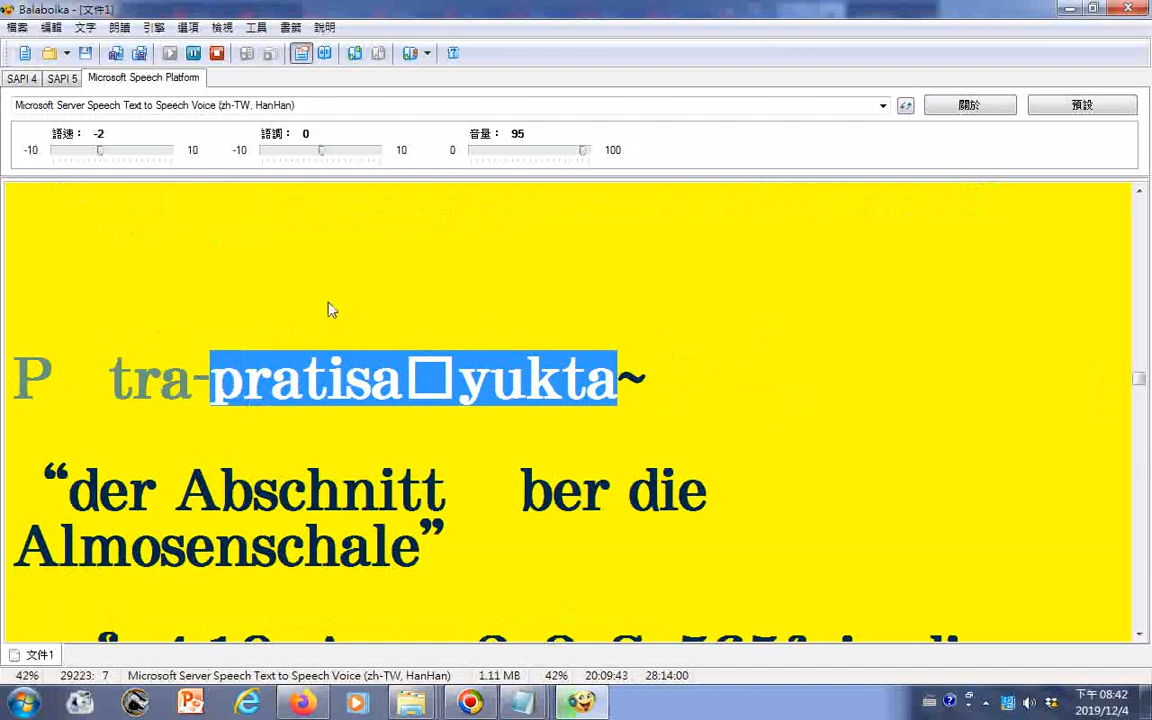 Balabolka - [文件1]
檔案 編輯 文字 朗讀 引擎 選項 檢視 工具 書籤 說明
SAPI 4 SAPI 5 Microsoft Speech Platform
Microsoft Server Speech Text to Speech Voice (zh-TW, HanHan) 關於 預設
語速： -2 語調： 0 音量： 95
-10 10 -10 10 0 100
P tra-pratisa□yukta~
“der Abschnitt ber die
Almosenschale”
文件1
42% 29223: 7 Microsoft Server Speech Text to Speech Voice (zh-TW, HanHan) 1.11 MB 42% 20:09:43 28:14:00
下午 08:42
2019/12/4